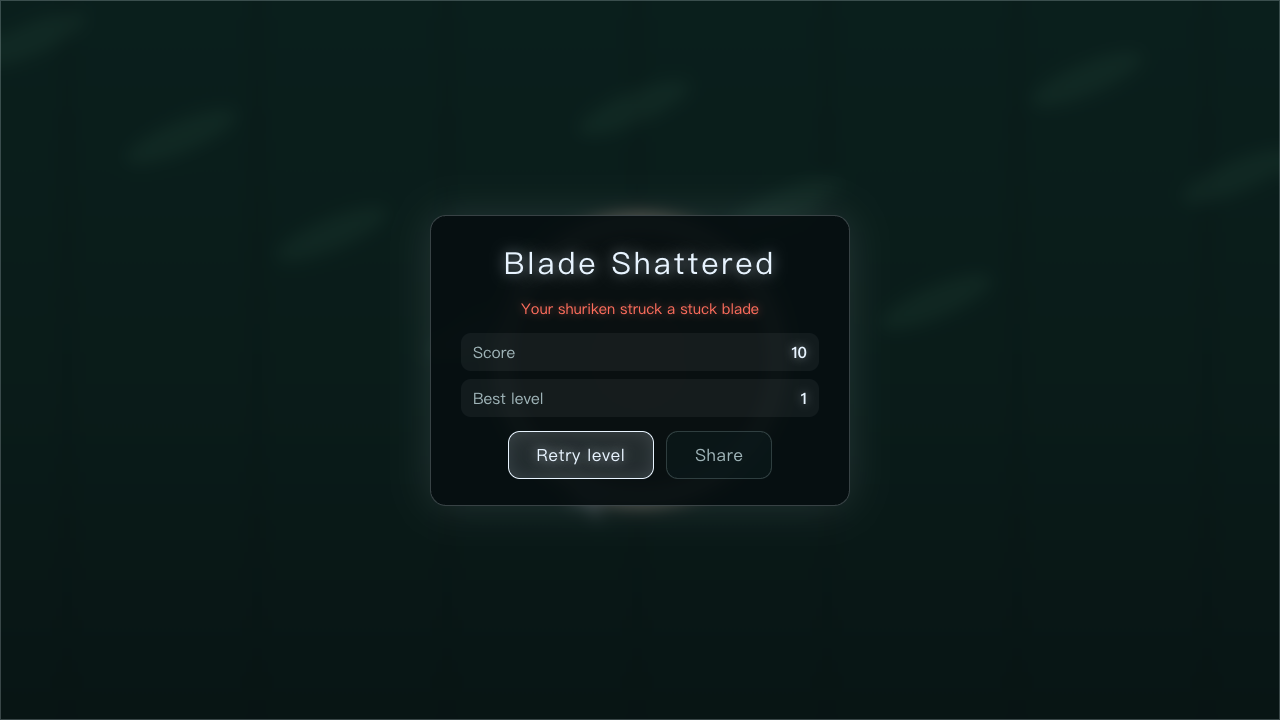 Blade Shattered
Your shuriken struck a stuck blade
Score 10
Best level 1
Retry level Share